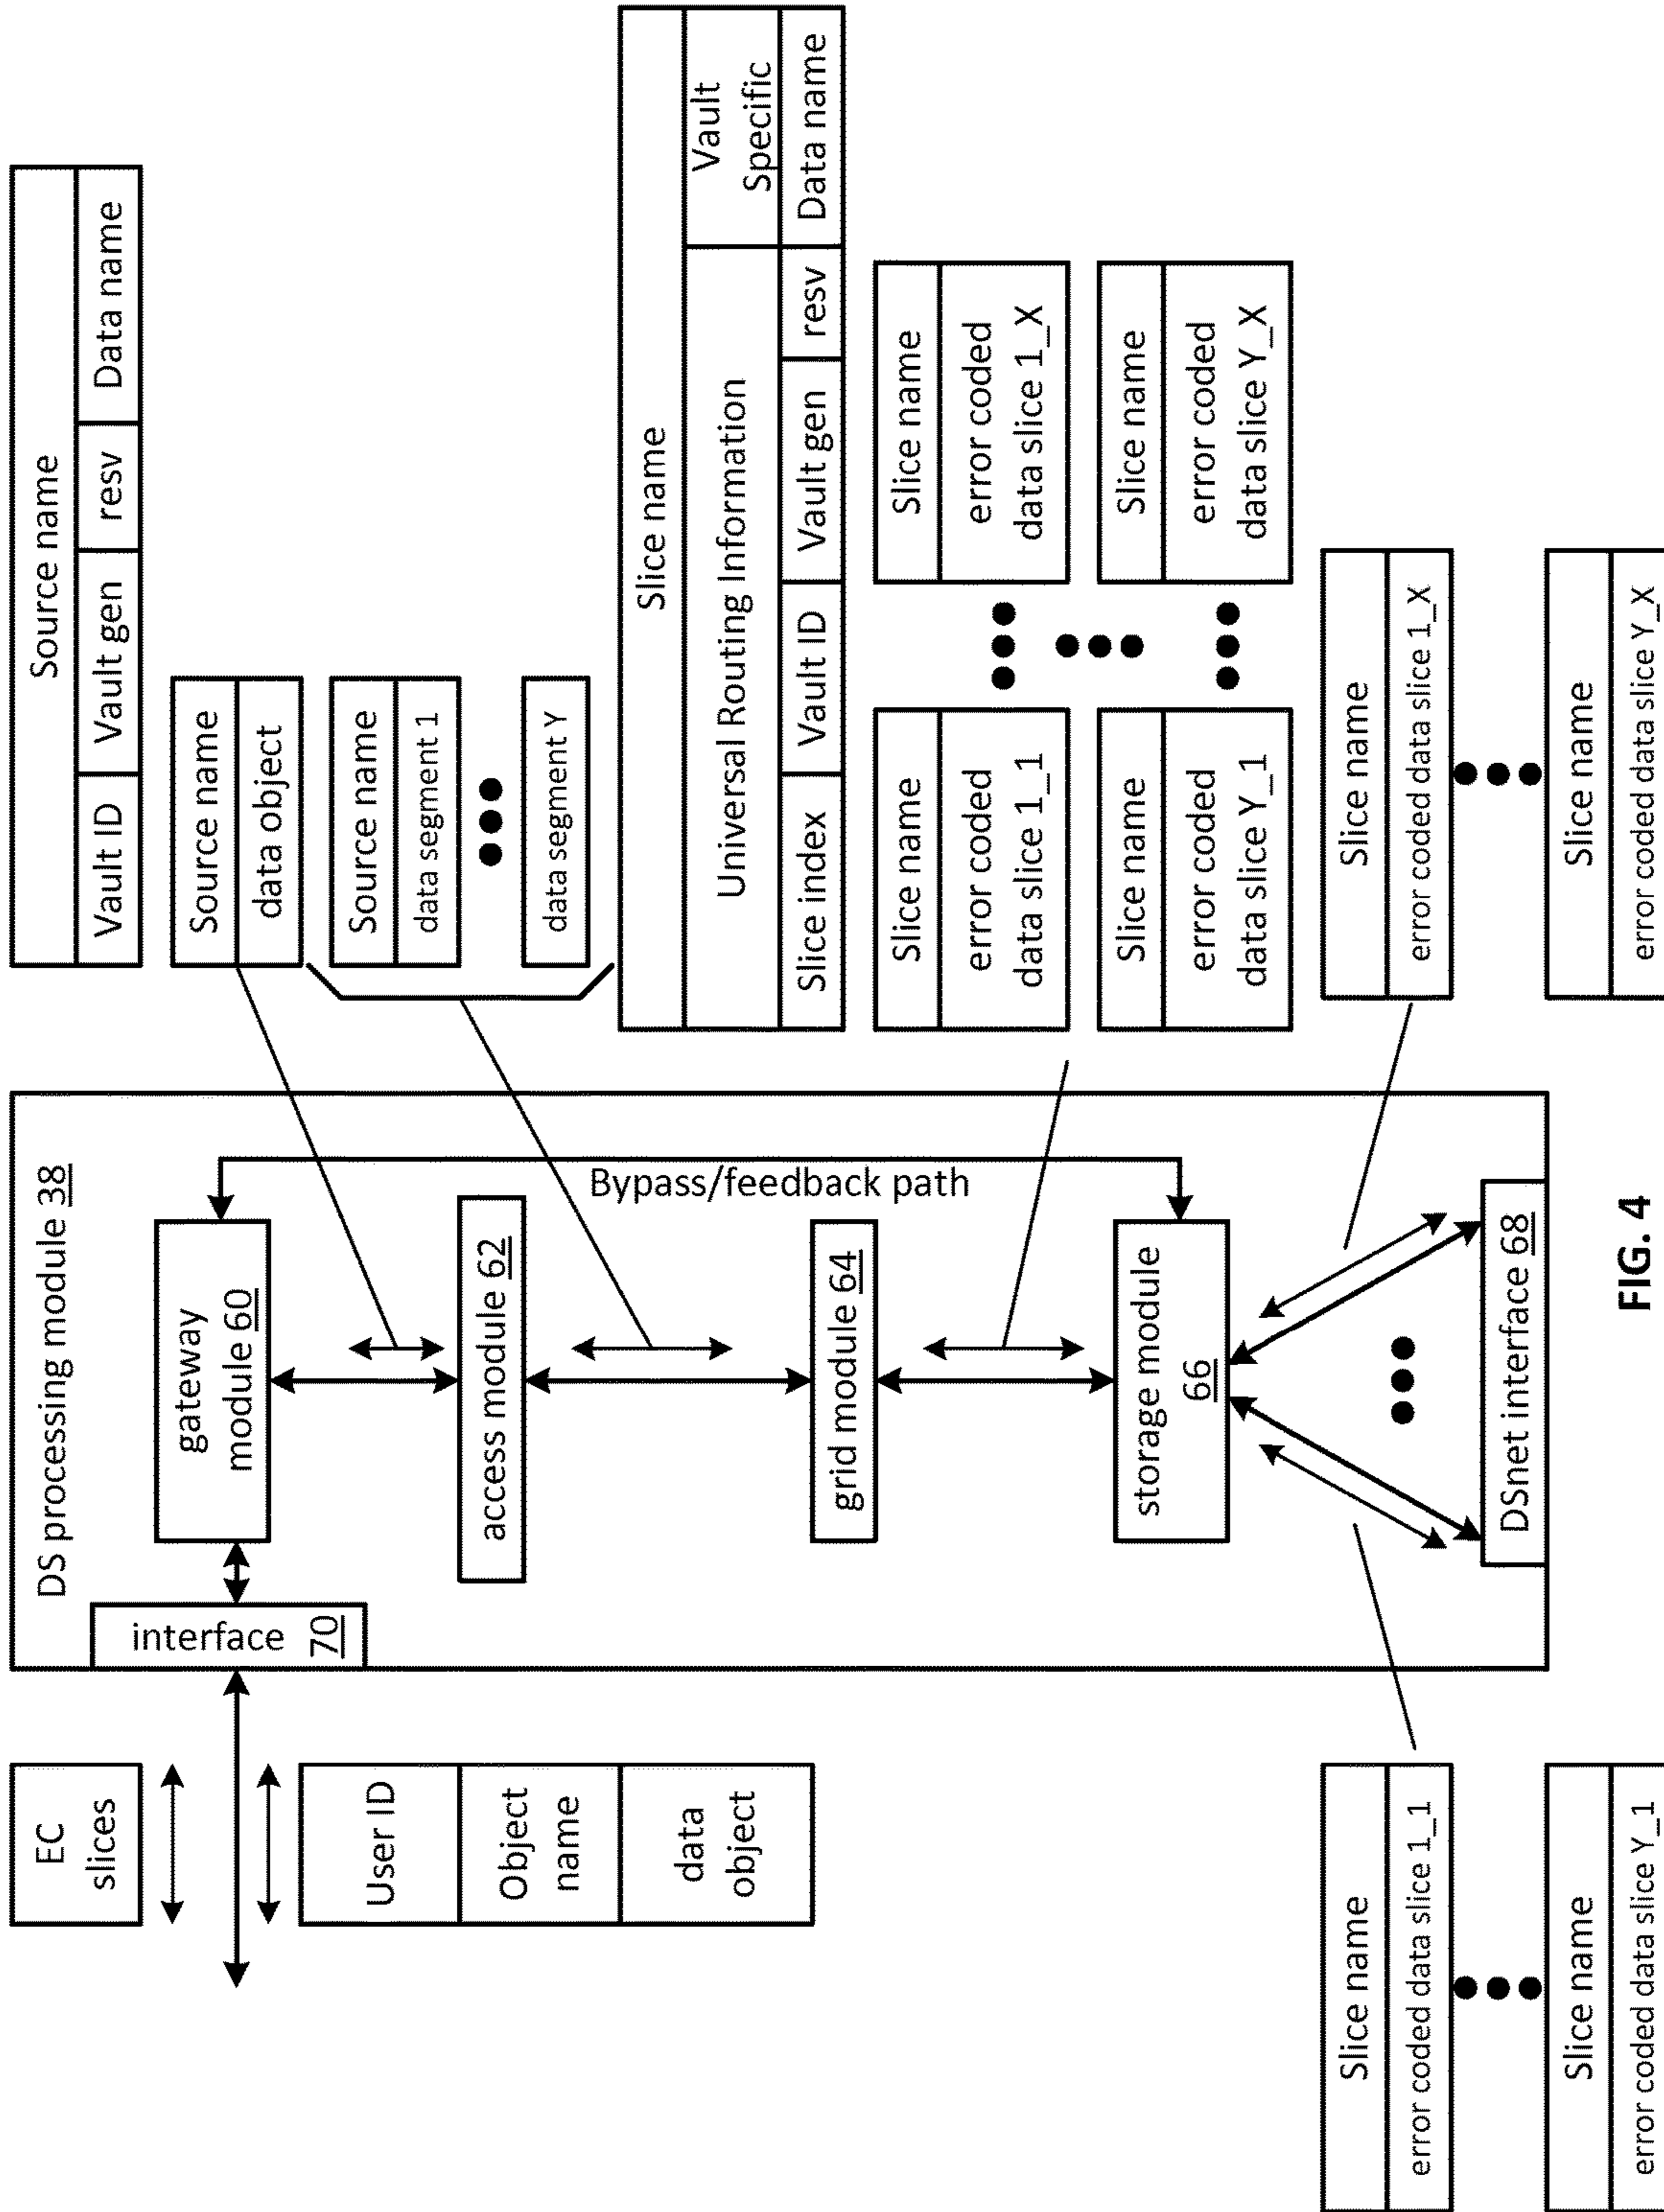 EC
slices
User ID
Object
name
data
object
DS processing module 38
interface 70
gateway
module 60
access module 62
Bypass/feedback path
grid module 64
storage module
66
DSnet interface 68
Source name
Vault ID Vault gen resv Data name
Source name
data object
Source name
data segment 1
data segment Y
Slice name
Universal Routing Information
Vault
Specific
Slice index Vault ID Vault gen resv Data name
Slice name
error coded
data slice 1_1
Slice name
error coded
data slice 1_X
Slice name
error coded
data slice Y_1
Slice name
error coded
data slice Y_X
Slice name
error coded data slice 1_1
Slice name
error coded data slice Y_1
Slice name
error coded data slice 1_X
Slice name
error coded data slice Y_X
FIG. 4